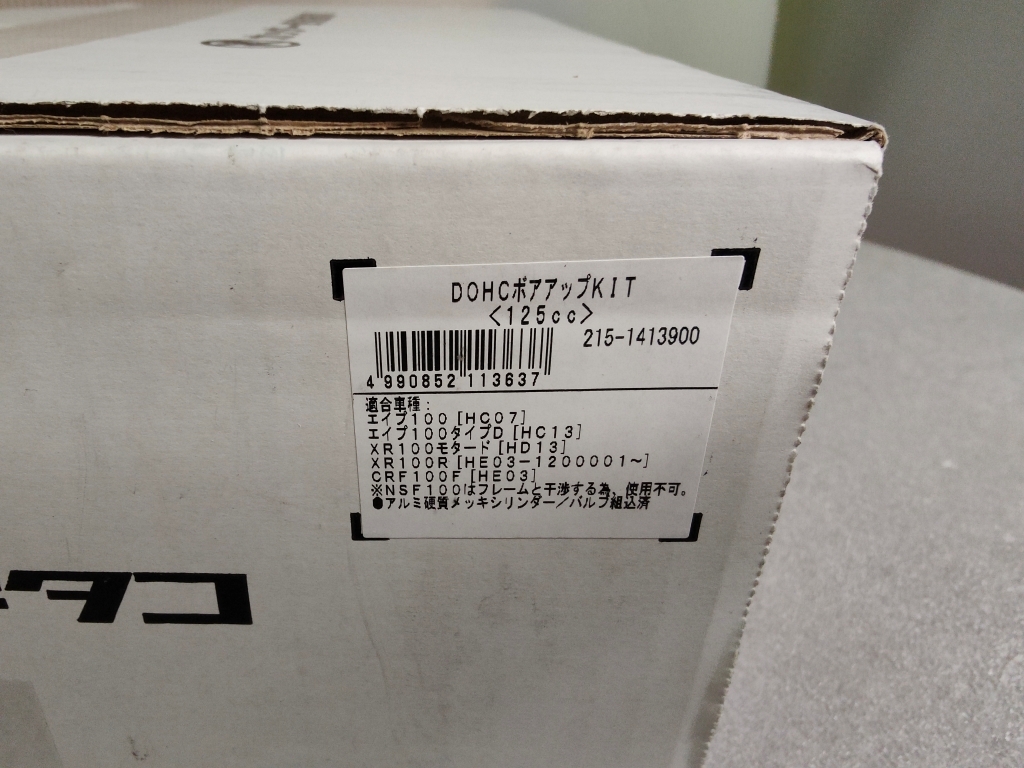 DOHCボアアップKIT
<125cc>
215-1413900
4 990852 113637
適合車種:
エイプ100 [HC07]
エイプ100タイプD [HC13]
XR100モタード [HD13]
XR100R [HE03-1200001~]
CRF100F [HE03]
※NSF100はフレームと干渉する為、使用不可。
●アルミ硬質メッキシリンダー/バルブ組込済